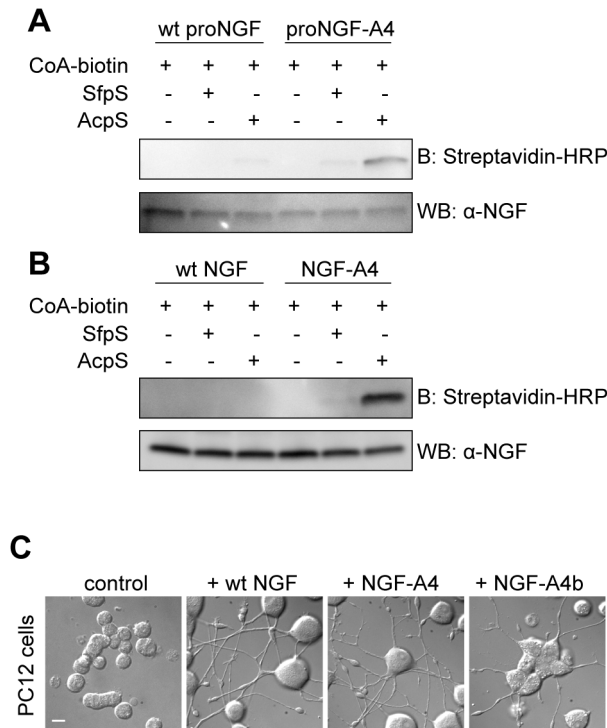 A
wt proNGF proNGF-A4
CoA-biotin + + + + + +
SfpS - + - - + -
AcpS - - + - - +
B: Streptavidin-HRP
WB: α-NGF
B
wt NGF NGF-A4
CoA-biotin + + + + + +
SfpS - + - - + -
AcpS - - + - - +
B: Streptavidin-HRP
WB: α-NGF
C
control + wt NGF + NGF-A4 + NGF-A4b
PC12 cells